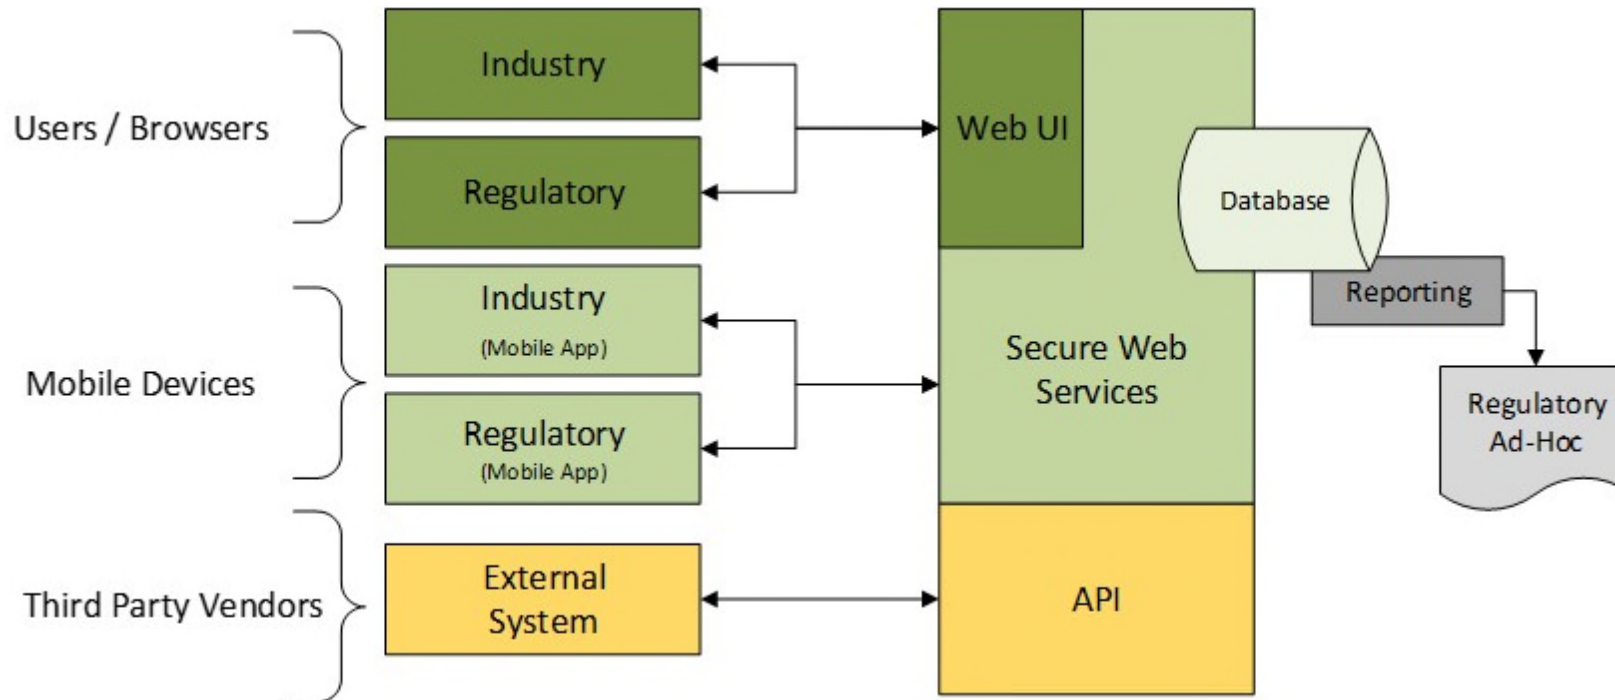 Users / Browsers
Industry
Regulatory
Web UI
Database
Reporting
Mobile Devices
Industry
(Mobile App)
Regulatory
(Mobile App)
Secure Web
Services
Regulatory
Ad-Hoc
Third Party Vendors
External
System
API